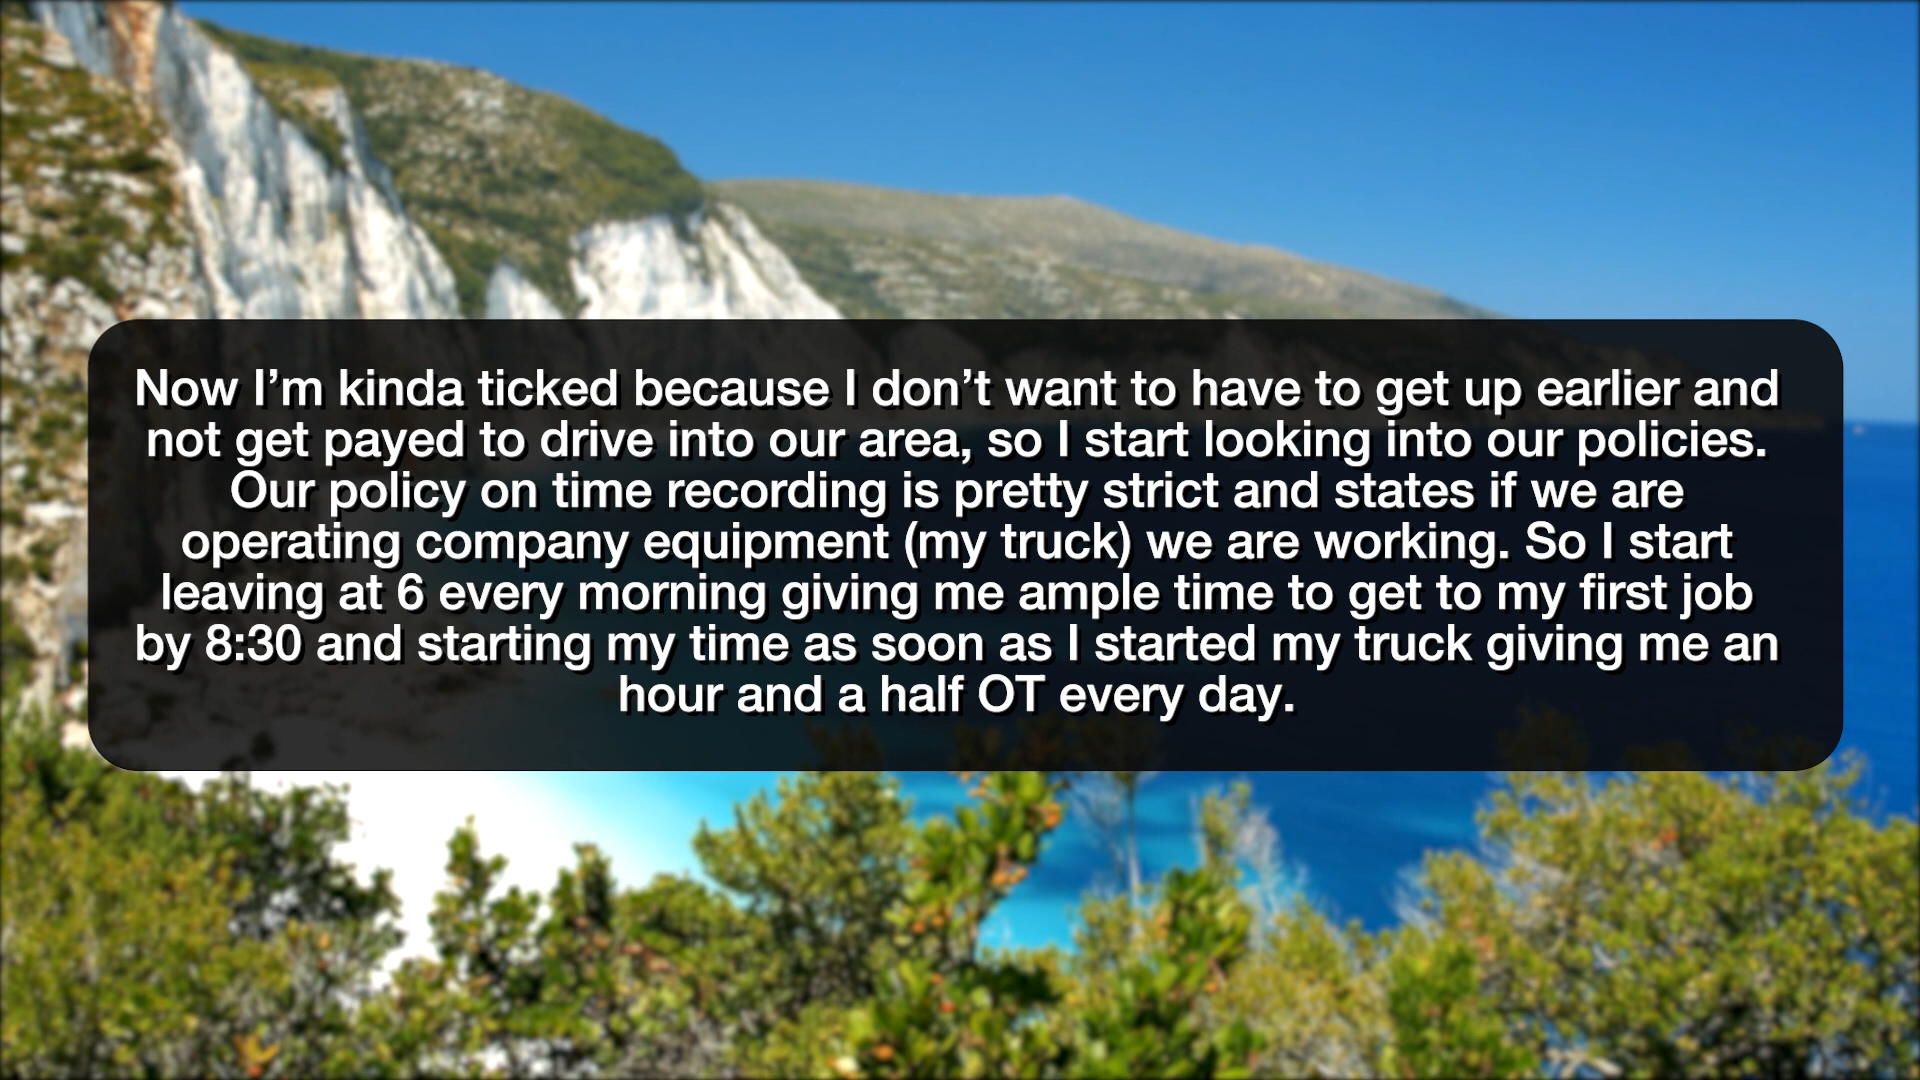 Now I’m kinda ticked because I don’t want to have to get up earlier and
not get payed to drive into our area, so I start looking into our policies.
Our policy on time recording is pretty strict and states if we are
operating company equipment (my truck) we are working. So I start
leaving at 6 every morning giving me ample time to get to my first job
by 8:30 and starting my time as soon as I started my truck giving me an
hour and a half OT every day.